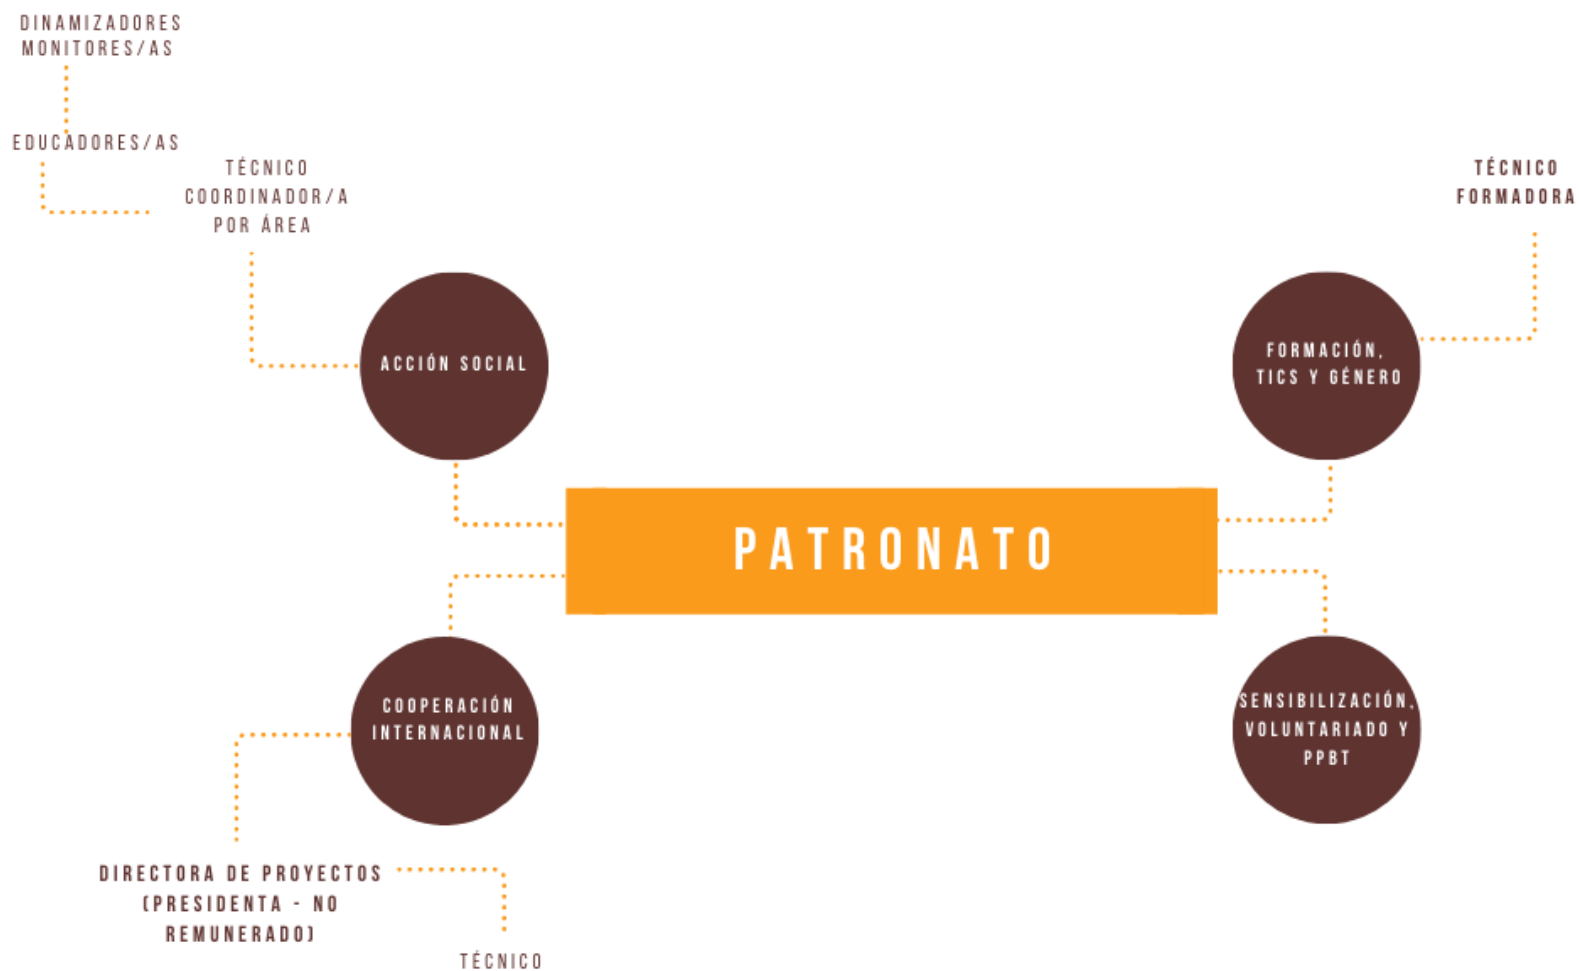 DINAMIZADORES
MONITORES/AS
EDUCADORES/AS
TÉCNICO
COORDINADOR/A
POR ÁREA
TÉCNICO
FORMADORA
ACCIÓN SOCIAL
FORMACIÓN,
TICS Y GÉNERO
PATRONATO
COOPERACIÓN
INTERNACIONAL
SENSIBILIZACIÓN,
VOLUNTARIADO Y
PPBT
DIRECTORA DE PROYECTOS
(PRESIDENTA - NO
REMUNERADO)
TÉCNICO